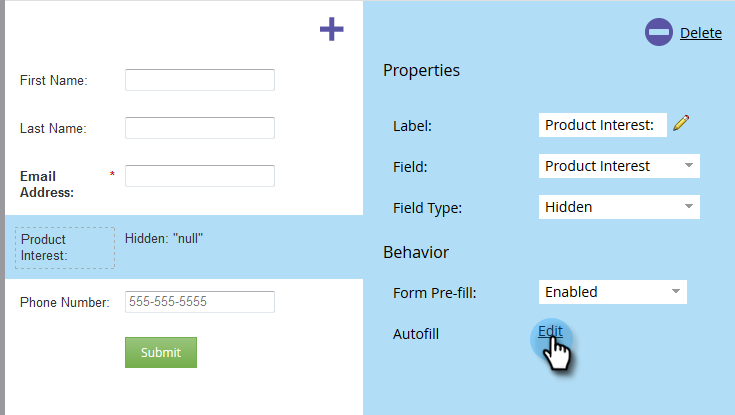 First Name:
Last Name:
Email
Address:
*
Product
Interest:
Hidden: "null"
Phone Number:
555-555-5555
Submit
Delete
Properties
Label:
Product Interest:
Field:
Product Interest
Field Type:
Hidden
Behavior
Form Pre-fill:
Enabled
Autofill
Edit